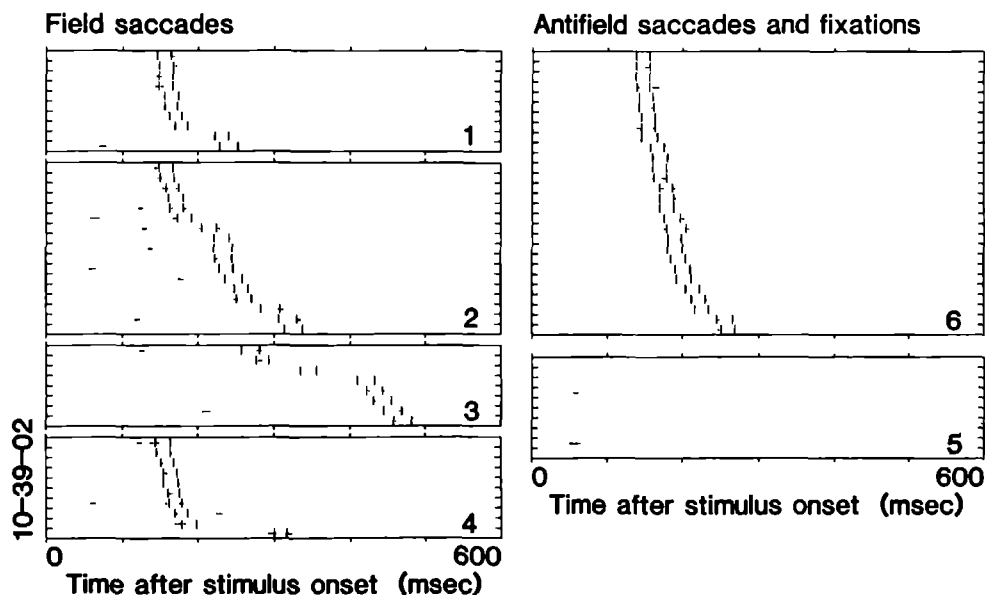 Field saccades
1
2
3
4
10-39-02
0 600
Time after stimulus onset (msec)
Antifield saccades and fixations
6
5
0 600
Time after stimulus onset (msec)